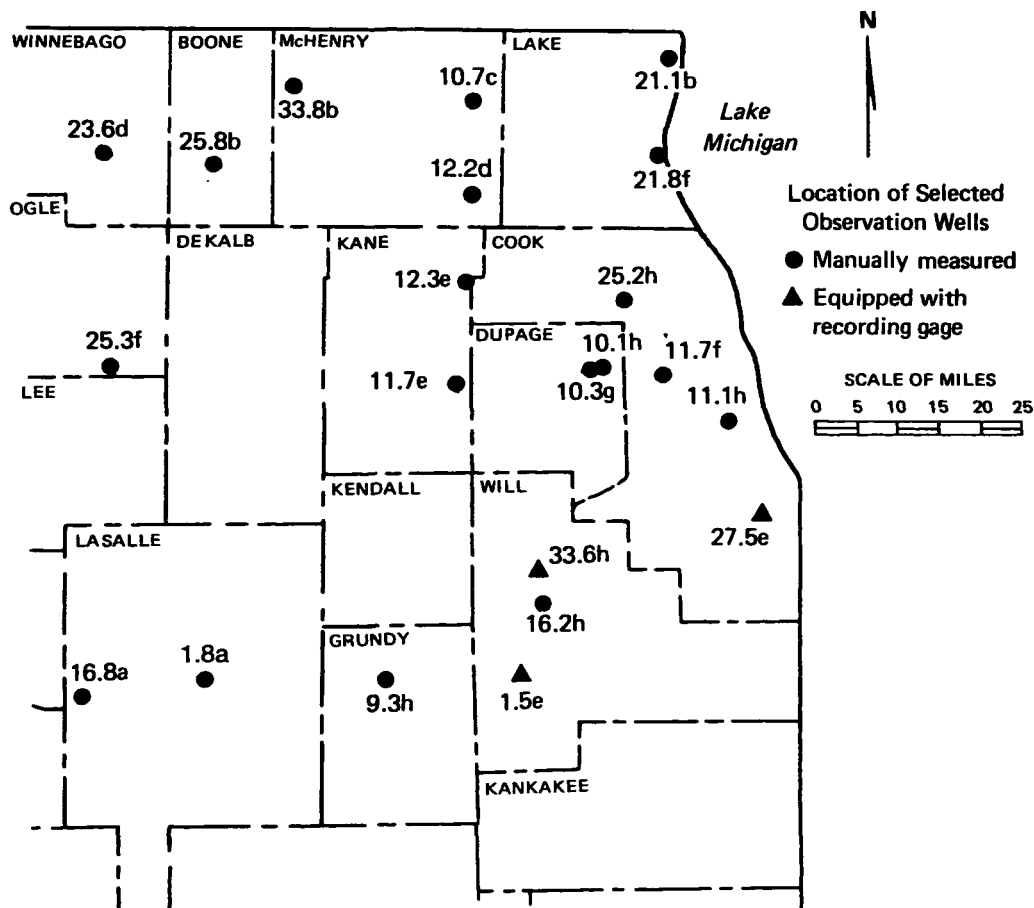 N
WINNEBAGO
BOONE
McHENRY
LAKE
10.7c
21.1b
33.8b
Lake
Michigan
23.6d
25.8b
12.2d
21.8f
Location of Selected
Observation Wells
Manually measured
Equipped with
recording gage
OGLE
DEKALB
KANE
COOK
12.3e
25.2h
DUPAGE
25.3f
10.1h
11.7f
LEE
11.7e
10.3g
11.1h
SCALE OF MILES
0 5 10 15 20 25
KENDALL
WILL
LASALLE
27.5e
33.6h
16.2h
GRUNDY
16.8a
1.8a
9.3h
1.5e
KANKAKEE